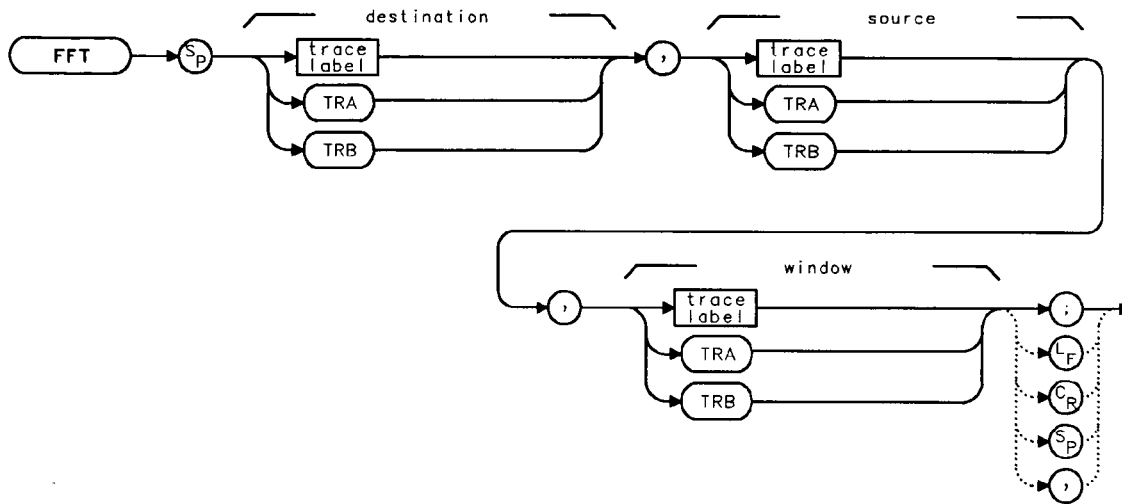 destination
source
FFT
SP
trace
label
TRA
TRB
,
trace
label
TRA
TRB
window
,
trace
label
TRA
TRB
;
LF
CR
SP
,